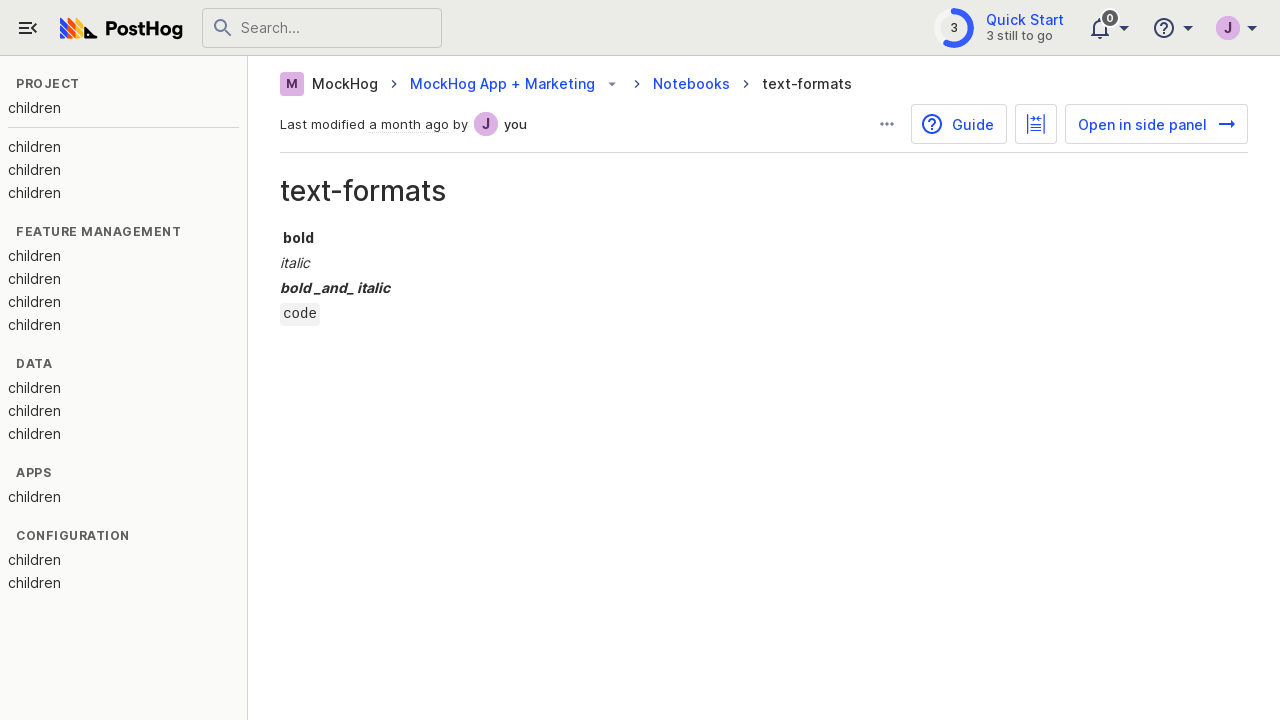 PostHog
Search...
3
Quick Start
3 still to go
0
J
PROJECT
children
children
children
children
FEATURE MANAGEMENT
children
children
children
children
DATA
children
children
children
APPS
children
CONFIGURATION
children
children
M MockHog MockHog App + Marketing Notebooks text-formats
Last modified a month ago by J you
Guide
Open in side panel
text-formats
bold
italic
bold _and_ italic
code